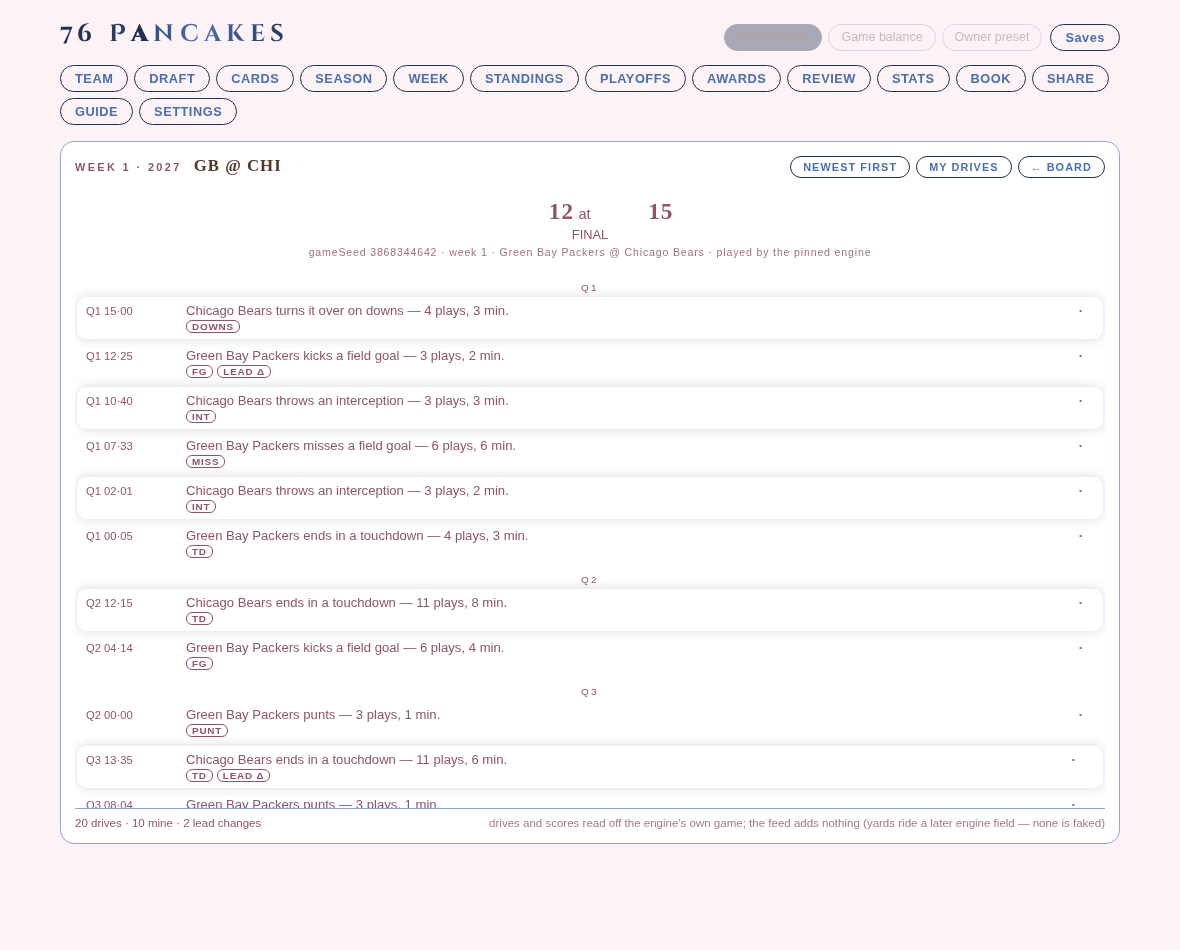 76 PANCAKES
Game balance
Owner preset
Saves
TEAM
DRAFT
CARDS
SEASON
WEEK
STANDINGS
PLAYOFFS
AWARDS
REVIEW
STATS
BOOK
SHARE
GUIDE
SETTINGS
WEEK 1 · 2027 GB @ CHI
NEWEST FIRST
MY DRIVES
← BOARD
12 at 15
FINAL
gameSeed 3868344642 · week 1 · Green Bay Packers @ Chicago Bears · played by the pinned engine
Q1
Q1 15·00 Chicago Bears turns it over on downs — 4 plays, 3 min. ·
DOWNS
Q1 12·25 Green Bay Packers kicks a field goal — 3 plays, 2 min. ·
FG LEAD Δ
Q1 10·40 Chicago Bears throws an interception — 3 plays, 3 min. ·
INT
Q1 07·33 Green Bay Packers misses a field goal — 6 plays, 6 min. ·
MISS
Q1 02·01 Chicago Bears throws an interception — 3 plays, 2 min. ·
INT
Q1 00·05 Green Bay Packers ends in a touchdown — 4 plays, 3 min. ·
TD
Q2
Q2 12·15 Chicago Bears ends in a touchdown — 11 plays, 8 min. ·
TD
Q2 04·14 Green Bay Packers kicks a field goal — 6 plays, 4 min. ·
FG
Q3
Q2 00·00 Green Bay Packers punts — 3 plays, 1 min. ·
PUNT
Q3 13·35 Chicago Bears ends in a touchdown — 11 plays, 6 min. ·
TD LEAD Δ
Q3 08·04 Green Bay Packers punts — 3 plays, 1 min. ·
20 drives · 10 mine · 2 lead changes
drives and scores read off the engine's own game; the feed adds nothing (yards ride a later engine field — none is faked)